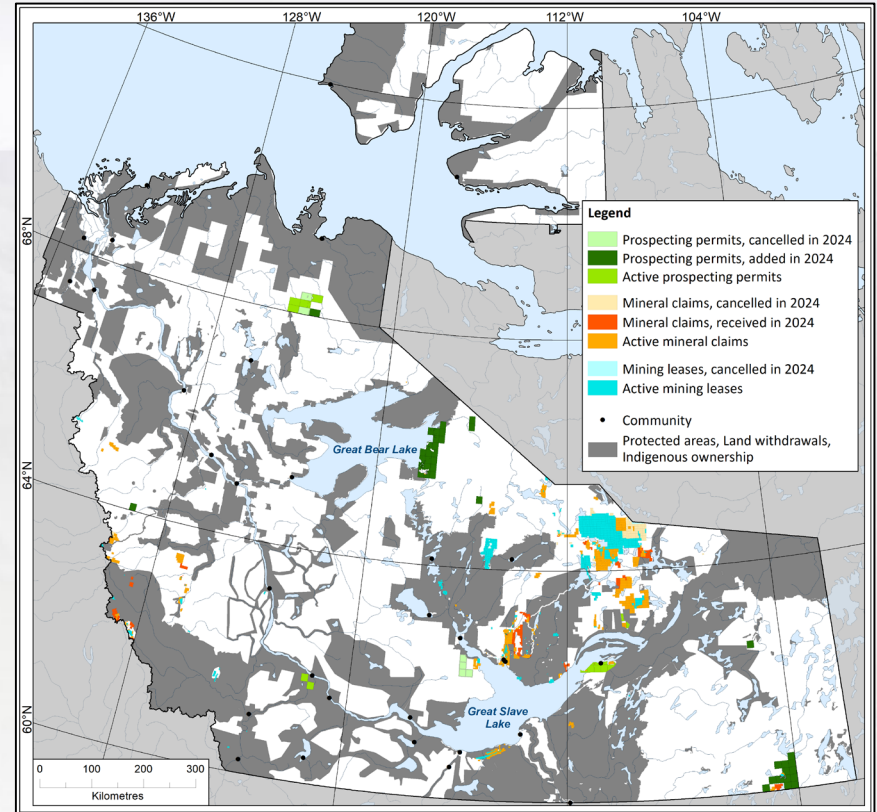 136°W
128°W
120°W
112°W
104°W
68°N
64°N
60°N
Legend
Prospecting permits, cancelled in 2024
Prospecting permits, added in 2024
Active prospecting permits
Mineral claims, cancelled in 2024
Mineral claims, received in 2024
Active mineral claims
Mining leases, cancelled in 2024
Active mining leases
Community
Protected areas, Land withdrawals,
Indigenous ownership
Great Bear Lake
Great Slave
Lake
0 100 200 300
Kilometres